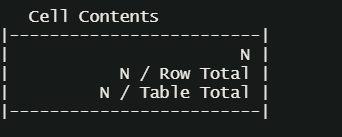 Cell Contents
|-------------------------|
|                       N |
|           N / Row Total |
|         N / Table Total |
|-------------------------|